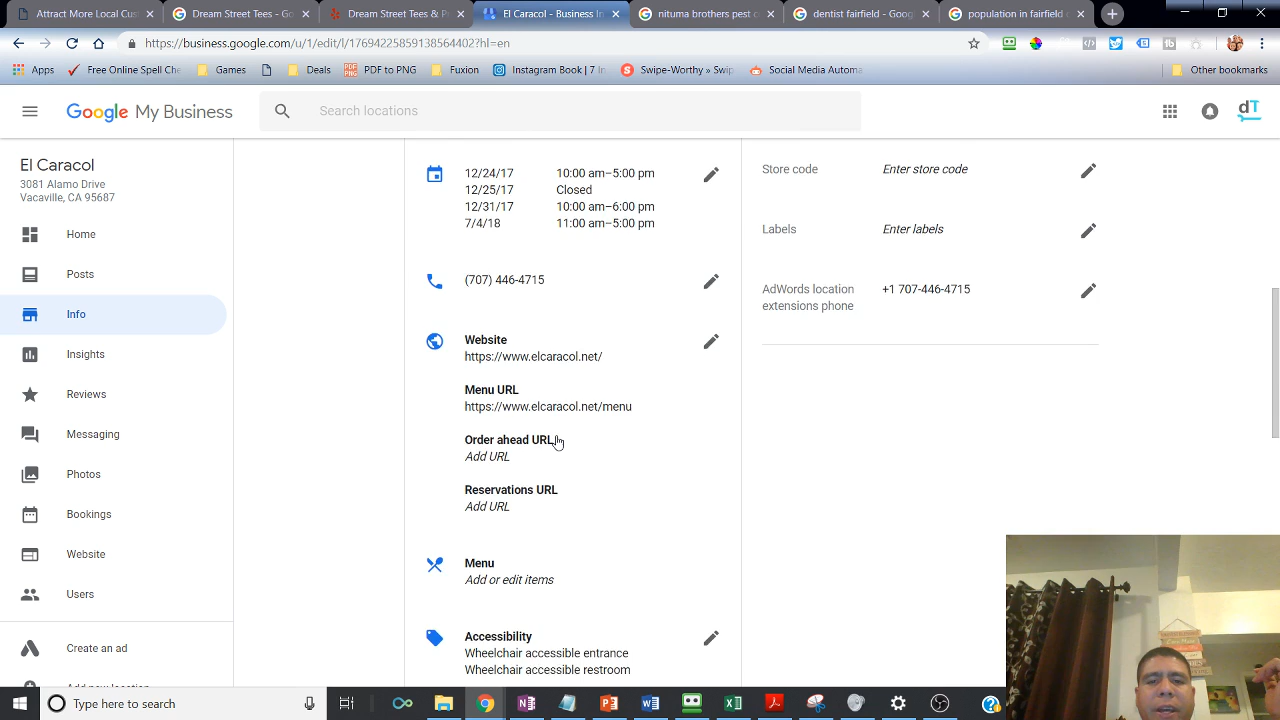 Attract More Local Cus
Dream Street Tees - Go
Dream Street Tees & P
El Caracol - Business In
nituma brothers pest c
dentist fairfield - Googl
population in fairfield c
https://business.google.com/u/1/edit/l/17694225833138564402?hl=en
Apps
Free Online Spell Che
Games
Deals
PDF to PNG
Fuxion
Instagram Book | 7 In
Swipe-Worthy » Swip
Social Media Automa
Other bookmarks
Google My Business
Search locations
dT
El Caracol
3081 Alamo Drive
Vacaville, CA 95687
Home
Posts
Info
Insights
Reviews
Messaging
Photos
Bookings
Website
Users
Create an ad
12/24/17 10:00 am–5:00 pm
12/25/17 Closed
12/31/17 10:00 am–6:00 pm
7/4/18 11:00 am–5:00 pm
(707) 446-4715
Website
https://www.elcaracol.net/
Menu URL
https://www.elcaracol.net/menu
Order ahead URL
Add URL
Reservations URL
Add URL
Menu
Add or edit items
Accessibility
Wheelchair accessible entrance
Wheelchair accessible restroom
Store code Enter store code
Labels Enter labels
AdWords location +1 707-446-4715
extensions phone
Type here to search